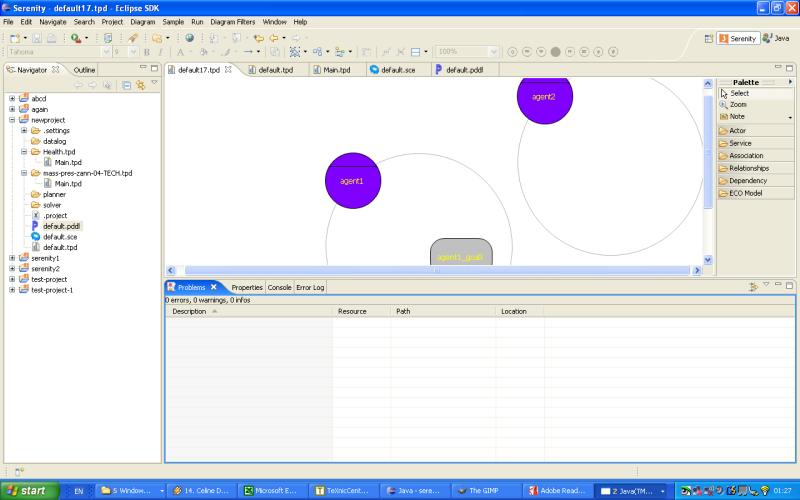 Serenity - default17.tpd - Eclipse SDK
File Edit Navigate Search Project Diagram Sample Run Diagram Filters Window Help
Tahoma 9 B I A 100% Serenity Java
Navigator Outline
default17.tpd default.tpd Main.tpd default.sce default.pddl
abcd
again
newproject
.settings
datalog
Health.tpd
Main.tpd
mass-pres-zann-04-TECH.tpd
Main.tpd
planner
solver
.project
default.pddl
default.sce
default.tpd
serenity1
serenity2
test-project
test-project-1
agent2
agent1
agent1_goal3
Palette
Select
Zoom
Note
Actor
Service
Association
Relationships
Dependency
ECO Model
Problems Properties Console Error Log
0 errors, 0 warnings, 0 infos
Description Resource Path Location
start EN 5 Window... 14. Celine D... Microsoft E... TeXnicCent... Java - sere... The GIMP Adobe Read... 2 Java(TM... 01:27